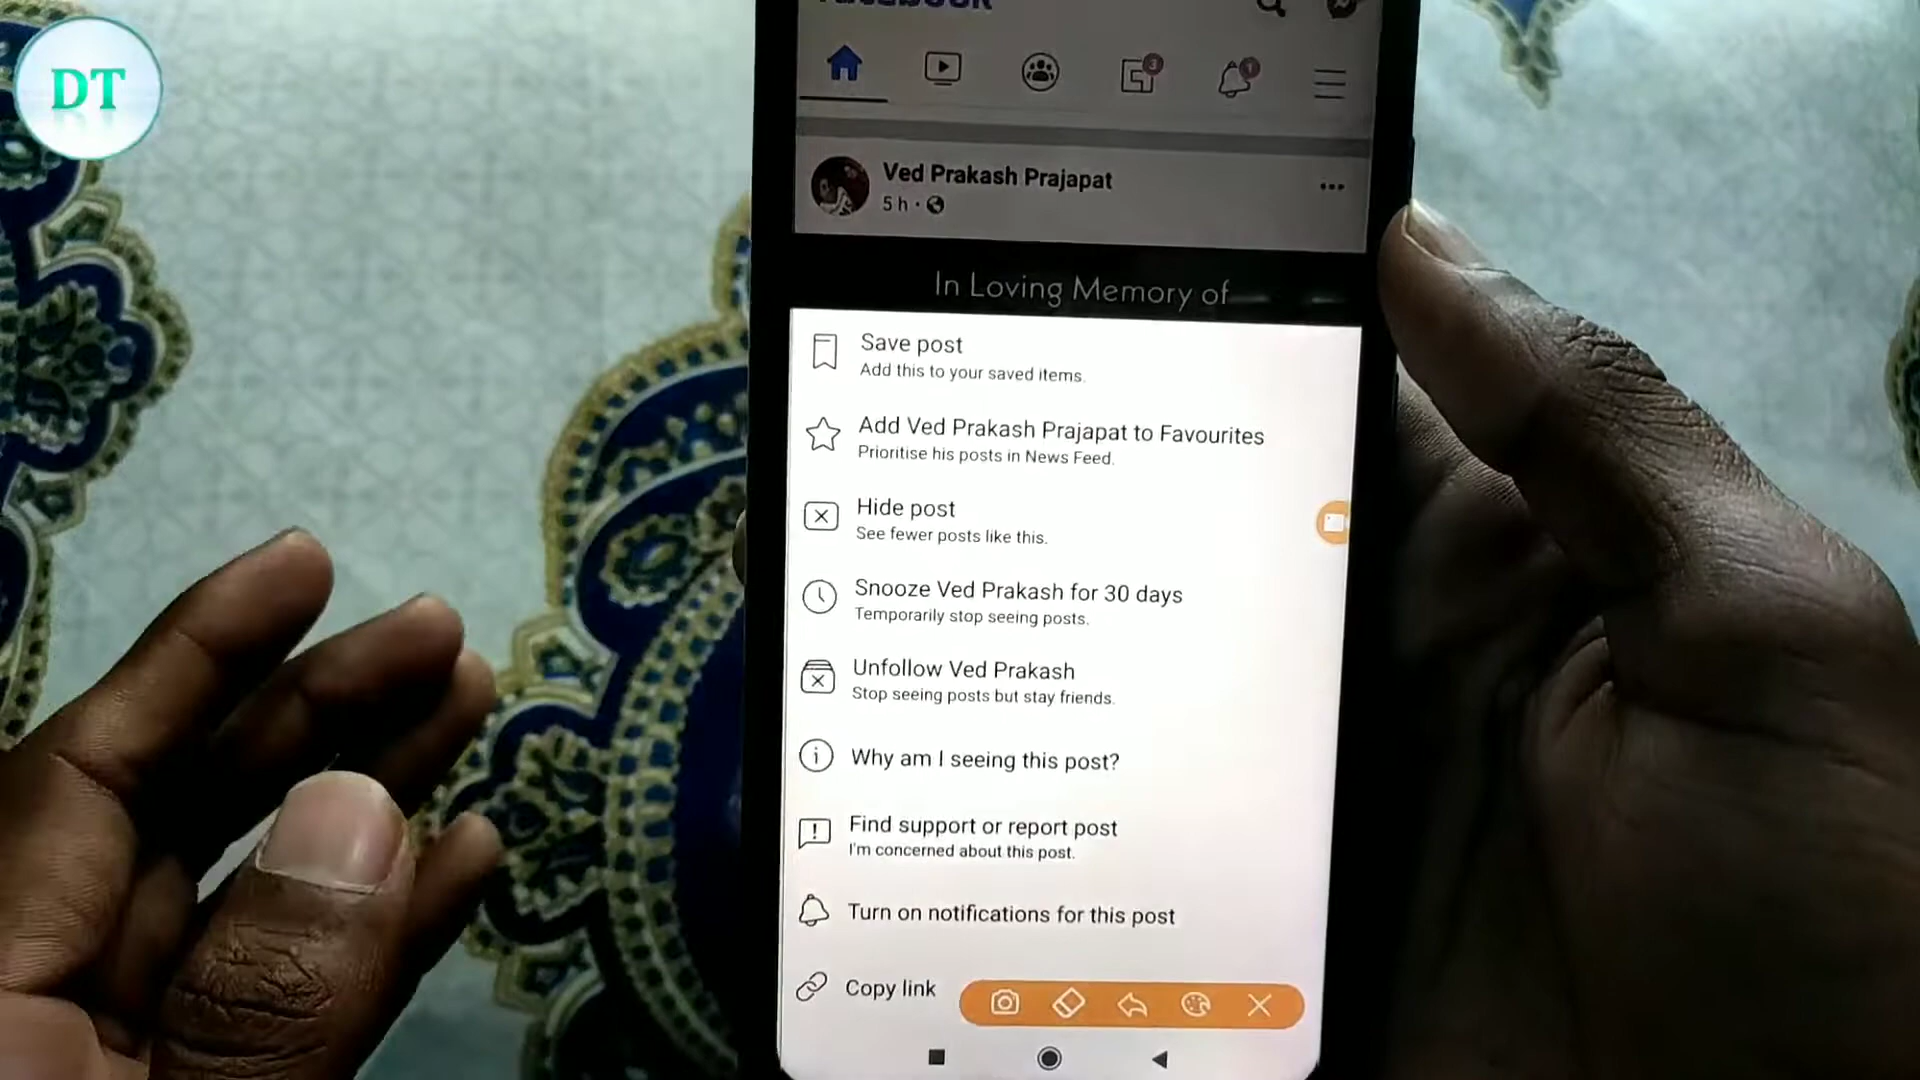 DT
facebook
3
1
Ved Prakash Prajapat
5 h ·
In Loving Memory of
Save post
Add this to your saved items.
Add Ved Prakash Prajapat to Favourites
Prioritise his posts in News Feed.
Hide post
See fewer posts like this.
Snooze Ved Prakash for 30 days
Temporarily stop seeing posts.
Unfollow Ved Prakash
Stop seeing posts but stay friends.
Why am I seeing this post?
Find support or report post
I'm concerned about this post.
Turn on notifications for this post
Copy link